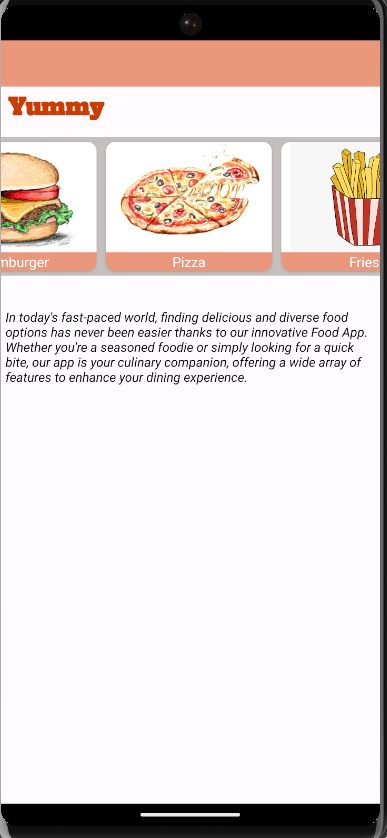 Yummy
mburger Pizza Fries
In today's fast-paced world, finding delicious and diverse food
options has never been easier thanks to our innovative Food App.
Whether you're a seasoned foodie or simply looking for a quick
bite, our app is your culinary companion, offering a wide array of
features to enhance your dining experience.